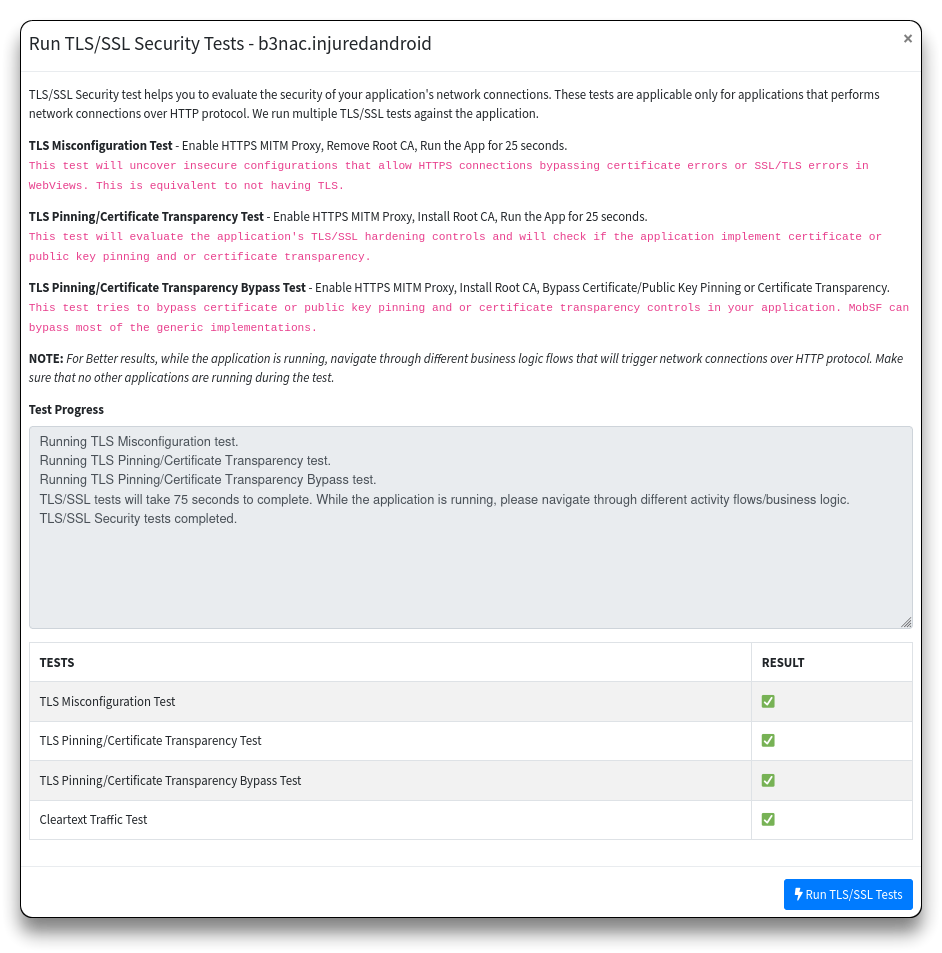 Run TLS/SSL Security Tests - b3nac.injuredandroid
×
TLS/SSL Security test helps you to evaluate the security of your application's network connections. These tests are applicable only for applications that performs
network connections over HTTP protocol. We run multiple TLS/SSL tests against the application.
TLS Misconfiguration Test - Enable HTTPS MITM Proxy, Remove Root CA, Run the App for 25 seconds.
This test will uncover insecure configurations that allow HTTPS connections bypassing certificate errors or SSL/TLS errors in
WebViews. This is equivalent to not having TLS.
TLS Pinning/Certificate Transparency Test - Enable HTTPS MITM Proxy, Install Root CA, Run the App for 25 seconds.
This test will evaluate the application's TLS/SSL hardening controls and will check if the application implement certificate or
public key pinning and or certificate transparency.
TLS Pinning/Certificate Transparency Bypass Test - Enable HTTPS MITM Proxy, Install Root CA, Bypass Certificate/Public Key Pinning or Certificate Transparency.
This test tries to bypass certificate or public key pinning and or certificate transparency controls in your application. MobSF can
bypass most of the generic implementations.
NOTE: For Better results, while the application is running, navigate through different business logic flows that will trigger network connections over HTTP protocol. Make
sure that no other applications are running during the test.
Test Progress
Running TLS Misconfiguration test.
Running TLS Pinning/Certificate Transparency test.
Running TLS Pinning/Certificate Transparency Bypass test.
TLS/SSL tests will take 75 seconds to complete. While the application is running, please navigate through different activity flows/business logic.
TLS/SSL Security tests completed.
TESTS RESULT
TLS Misconfiguration Test ✅
TLS Pinning/Certificate Transparency Test ✅
TLS Pinning/Certificate Transparency Bypass Test ✅
Cleartext Traffic Test ✅
Run TLS/SSL Tests